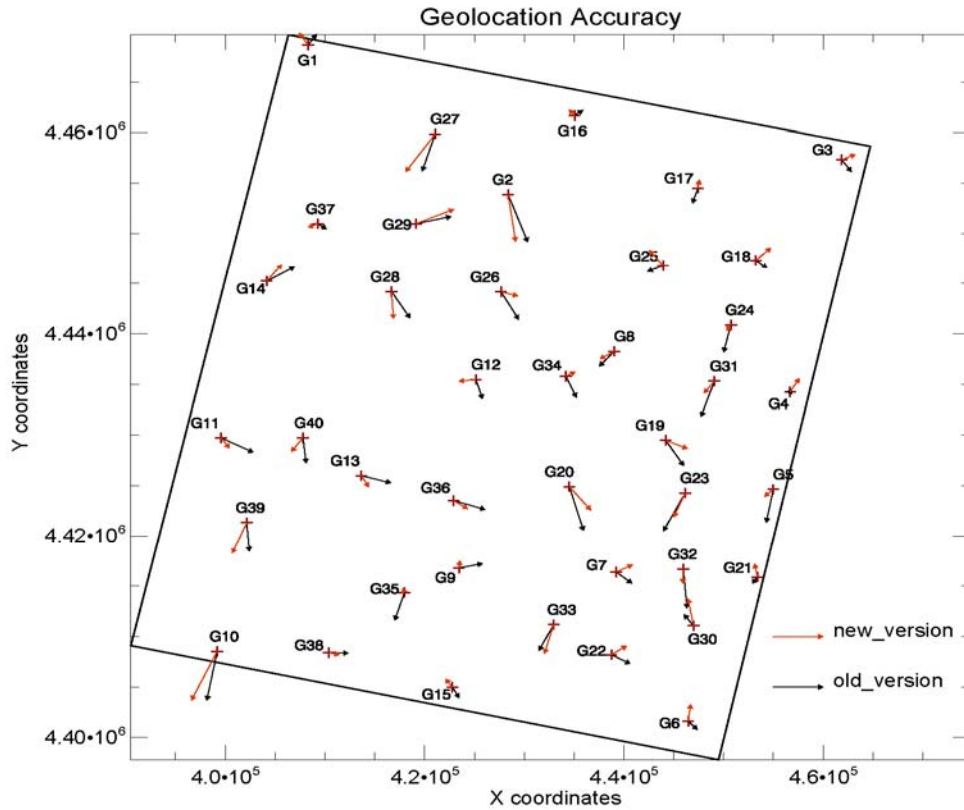 Geolocation Accuracy
G1
G27
G16
G3
G2
G17
G37
G29
G25
G18
G14
G28
G26
G24
G8
G12
G34
G31
G4
G11
G40
G19
G13
G20
G23
G5
G36
G39
G9
G7
G32
G21
G35
G33
G30
G10
G38
G22
G15
G6
new_version
old_version
4.46•10⁶
4.44•10⁶
4.42•10⁶
4.40•10⁶
Y coordinates
4.0•10⁵
4.2•10⁵
4.4•10⁵
4.6•10⁵
X coordinates